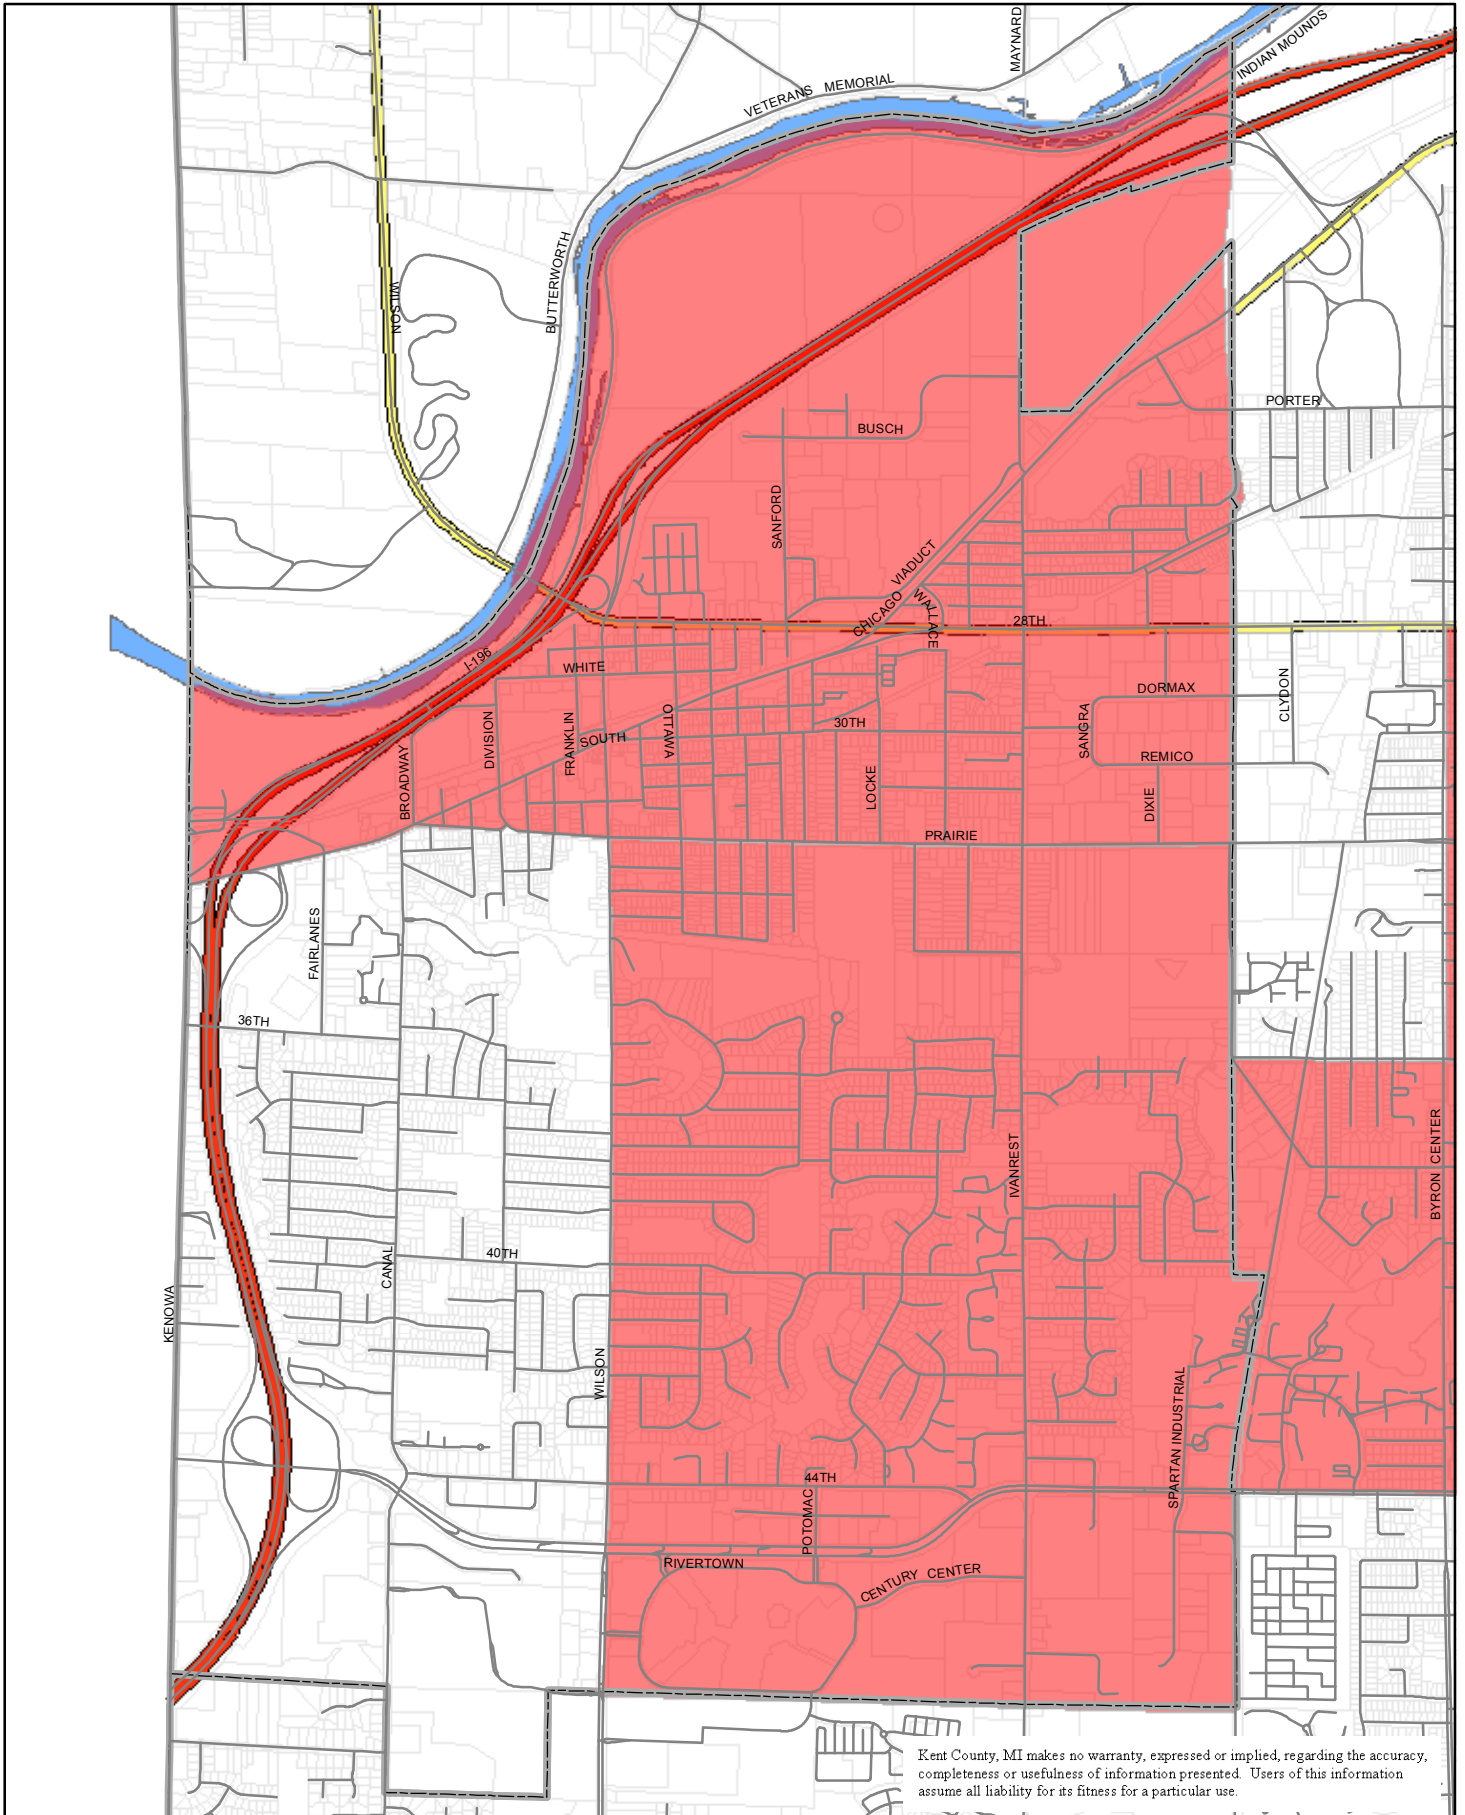 MAYNARD
INDIAN MOUNDS
VETERANS MEMORIAL
BUTTERWORTH
WILSON
PORTER
BUSCH
SANFORD
CHICAGO VIADUCT
WALLACE
28TH
I-196
WHITE
DORMAX
CLYDON
DIVISION
FRANKLIN
SOUTH
OTTAWA
30TH
SANGRA
REMICO
BROADWAY
LOCKE
DIXIE
PRAIRIE
FAIRLANES
36TH
IVANREST
BYRON CENTER
CANAL
40TH
KENOWA
WILSON
SPARTAN INDUSTRIAL
44TH
POTOMAC
RIVERTOWN
CENTURY CENTER
Kent County, MI makes no warranty, expressed or implied, regarding the accuracy,
completeness or usefulness of information presented. Users of this information
assume all liability for its fitness for a particular use.